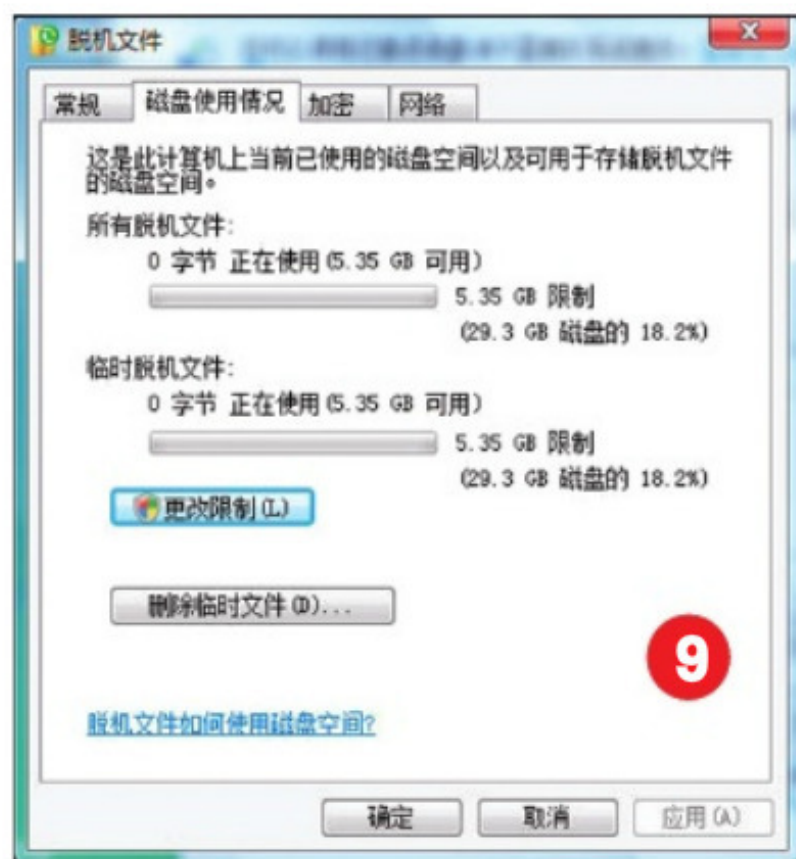 脱机文件
常规 磁盘使用情况 加密 网络
这是此计算机上当前已使用的磁盘空间以及可用于存储脱机文件
的磁盘空间。
所有脱机文件:
0 字节 正在使用(5.35 GB 可用)
5.35 GB 限制
(29.3 GB 磁盘的 18.2%)
临时脱机文件:
0 字节 正在使用(5.35 GB 可用)
5.35 GB 限制
(29.3 GB 磁盘的 18.2%)
更改限制(L)
删除临时文件(D)...
9
脱机文件如何使用磁盘空间?
确定 取消 应用(A)